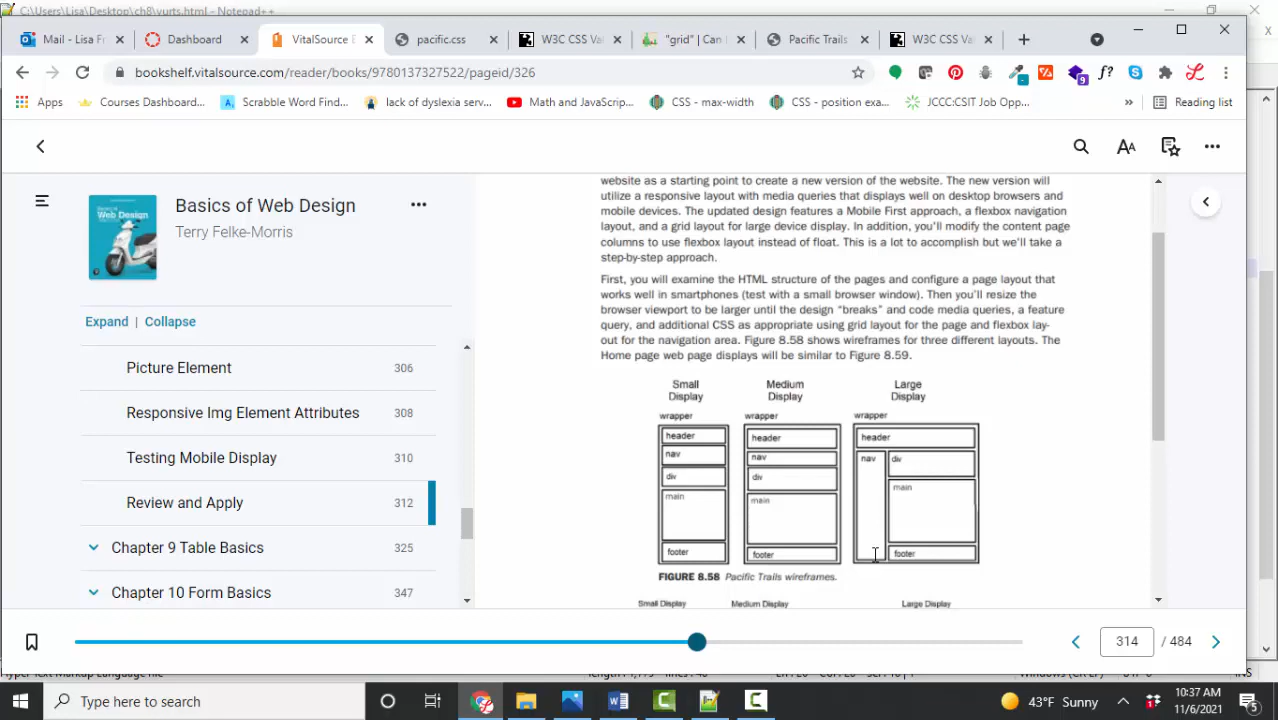 C:\Users\Lisa\Desktop\ch8\yurts.html - Notepad++
Mail - Lisa Fr
Dashboard
VitalSource B
pacific.css
W3C CSS Val
"grid" | Can I
Pacific Trails
W3C CSS Val
bookshelf.vitalsource.com/reader/books/9780137327522/pageid/326
Apps
Courses Dashboard...
Scrabble Word Find...
lack of dyslexia serv...
Math and JavaScript...
CSS - max-width
CSS - position exa...
JCCC:CSIT Job Opp...
»
Reading list
Basics of Web Design
Terry Felke-Morris
Expand | Collapse
Picture Element 306
Responsive Img Element Attributes 308
Testing Mobile Display 310
Review and Apply 312
Chapter 9 Table Basics 325
Chapter 10 Form Basics 347
website as a starting point to create a new version of the website. The new version will
utilize a responsive layout with media queries that displays well on desktop browsers and
mobile devices. The updated design features a Mobile First approach, a flexbox navigation
layout, and a grid layout for large device display. In addition, you'll modify the content page
columns to use flexbox layout instead of float. This is a lot to accomplish but we'll take a
step-by-step approach.
First, you will examine the HTML structure of the pages and configure a page layout that
works well in smartphones (test with a small browser window). Then you'll resize the
browser viewport to be larger until the design "breaks" and code media queries, a feature
query, and additional CSS as appropriate using grid layout for the page and flexbox lay-
out for the navigation area. Figure 8.58 shows wireframes for three different layouts. The
Home page web page displays will be similar to Figure 8.59.
Small
Display
wrapper
header
nav
div
main
footer
Medium
Display
wrapper
header
nav
div
main
footer
Large
Display
wrapper
header
nav
div
main
footer
FIGURE 8.58 Pacific Trails wireframes.
Small Display
Medium Display
Large Display
314 / 484
INS
Type here to search
43°F Sunny
10:37 AM
11/6/2021